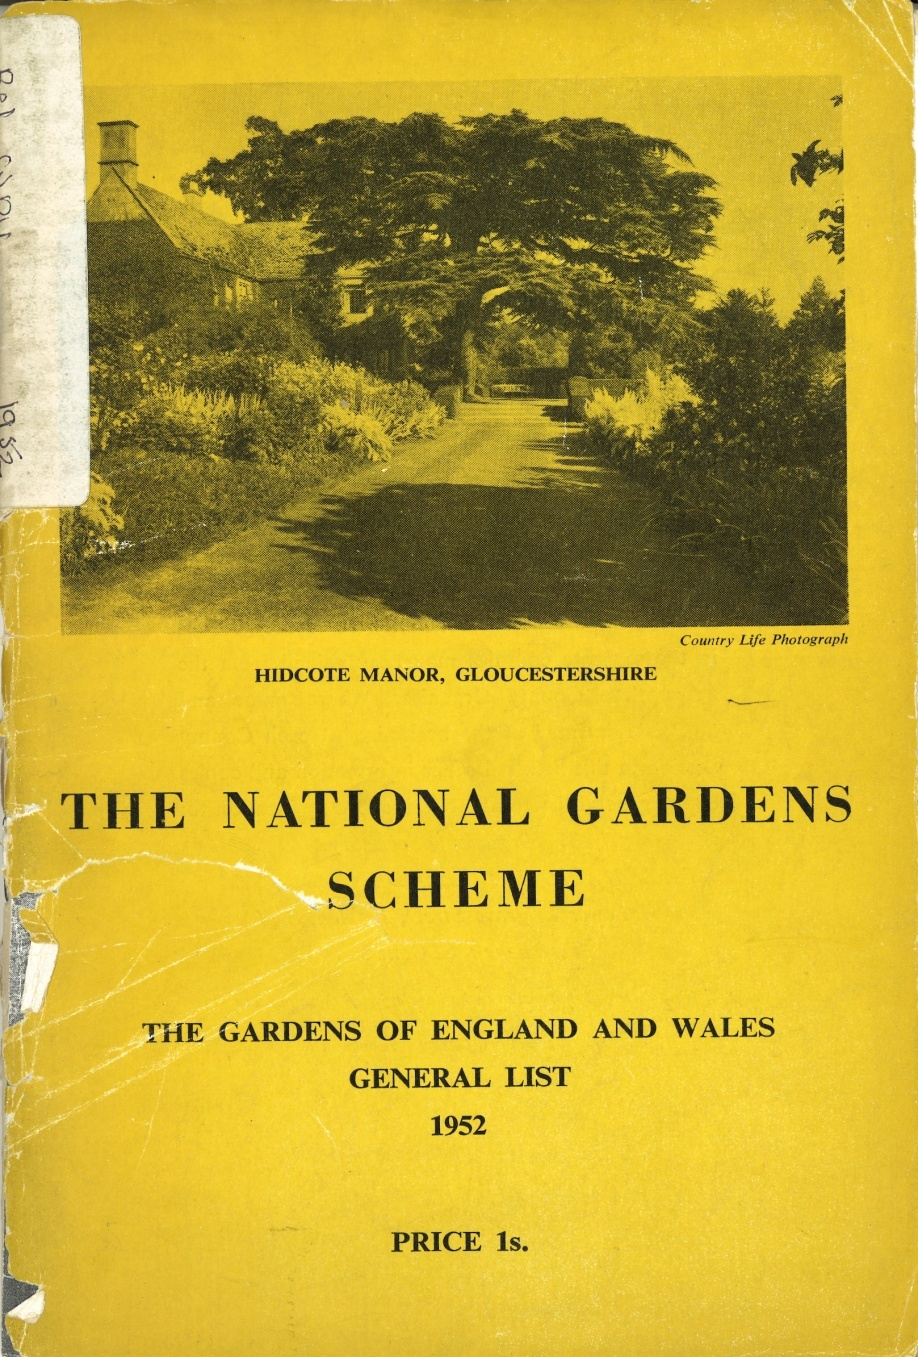 Country Life Photograph
HIDCOTE MANOR, GLOUCESTERSHIRE
THE NATIONAL GARDENS
SCHEME
THE GARDENS OF ENGLAND AND WALES
GENERAL LIST
1952
PRICE 1s.
1952